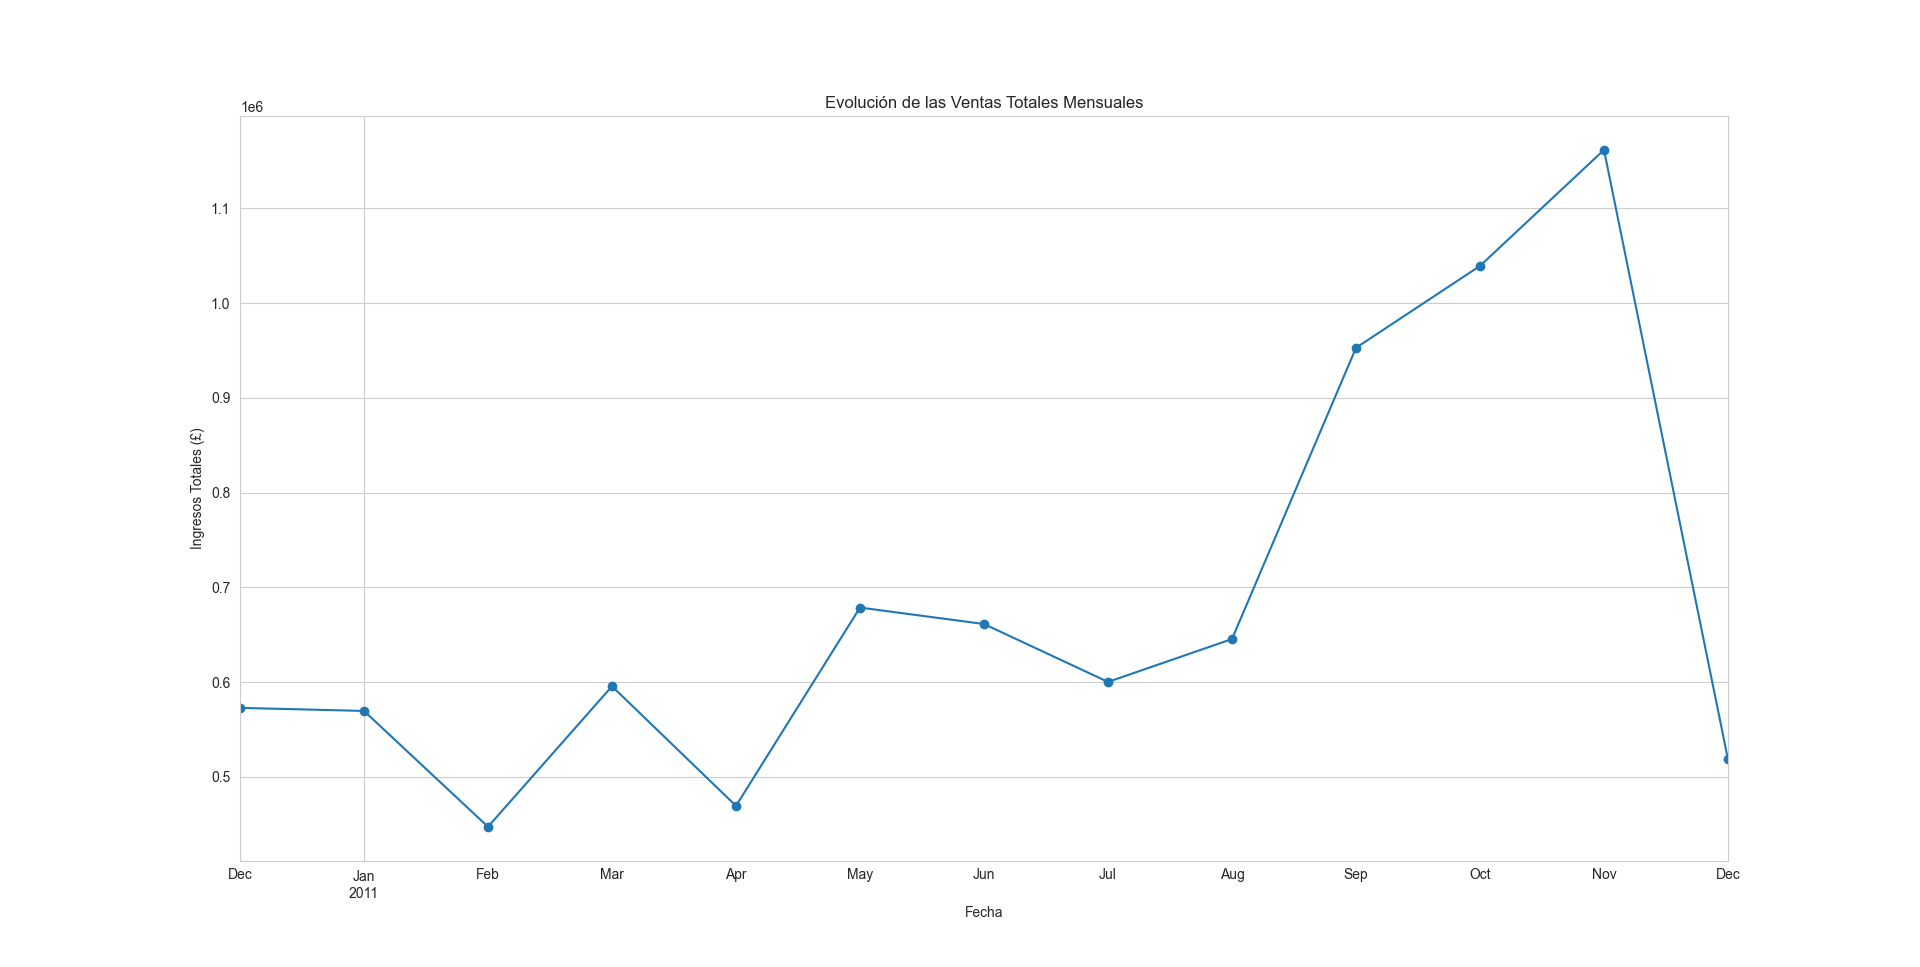 Evolución de las Ventas Totales Mensuales
1e6
1.1
1.0
0.9
0.8
0.7
0.6
0.5
Ingresos Totales (£)
Dec Jan Feb Mar Apr May Jun Jul Aug Sep Oct Nov Dec
2011
Fecha